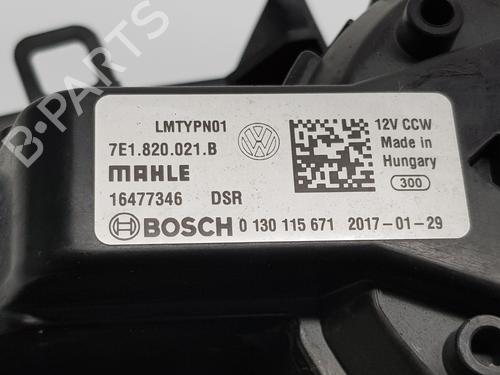 LMTYPN01
7E1.820.021.B
MAHLE
16477346 DSR
BOSCH 0 130 115 671 2017-01-29
12V CCW
Made in
Hungary
300
B-PARTS